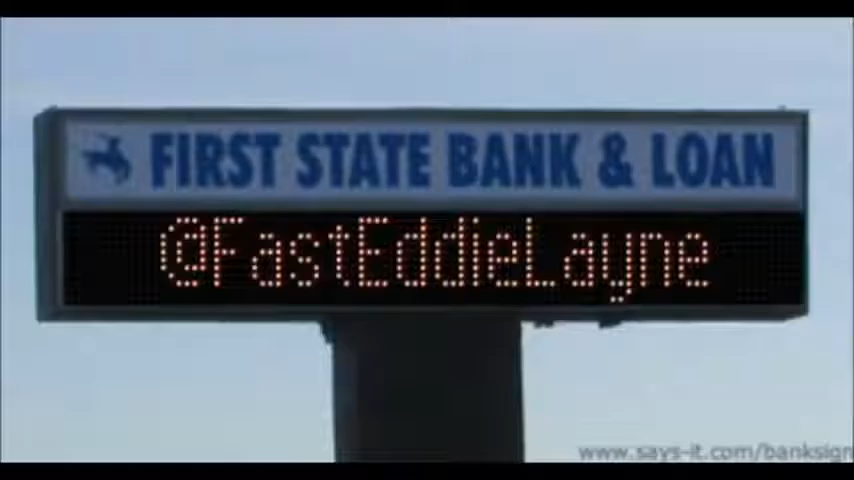 FIRST STATE BANK & LOAN
@FastEddieLayne
www.says-it.com/banksign